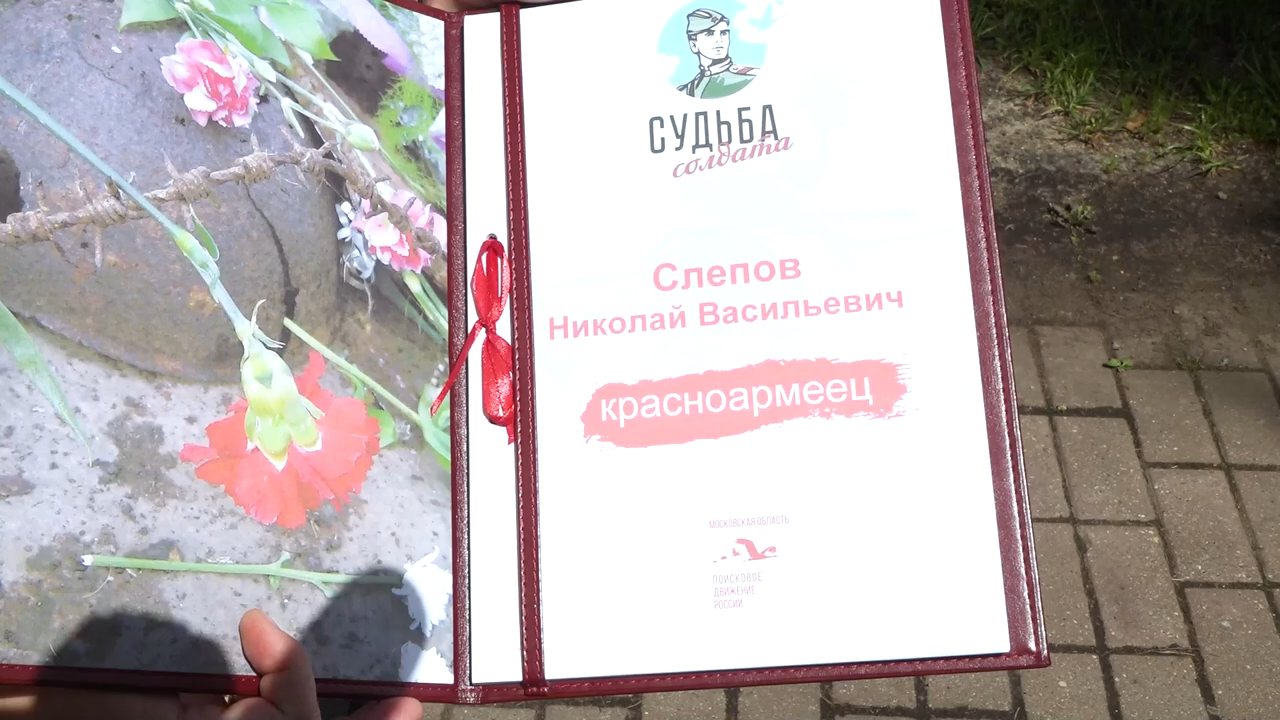 СУДЬБА
солдата
Слепов
Николай Васильевич
красноармеец
МОСКОВСКАЯ ОБЛАСТЬ
ПОИСКОВОЕ
ДВИЖЕНИЕ
РОССИИ